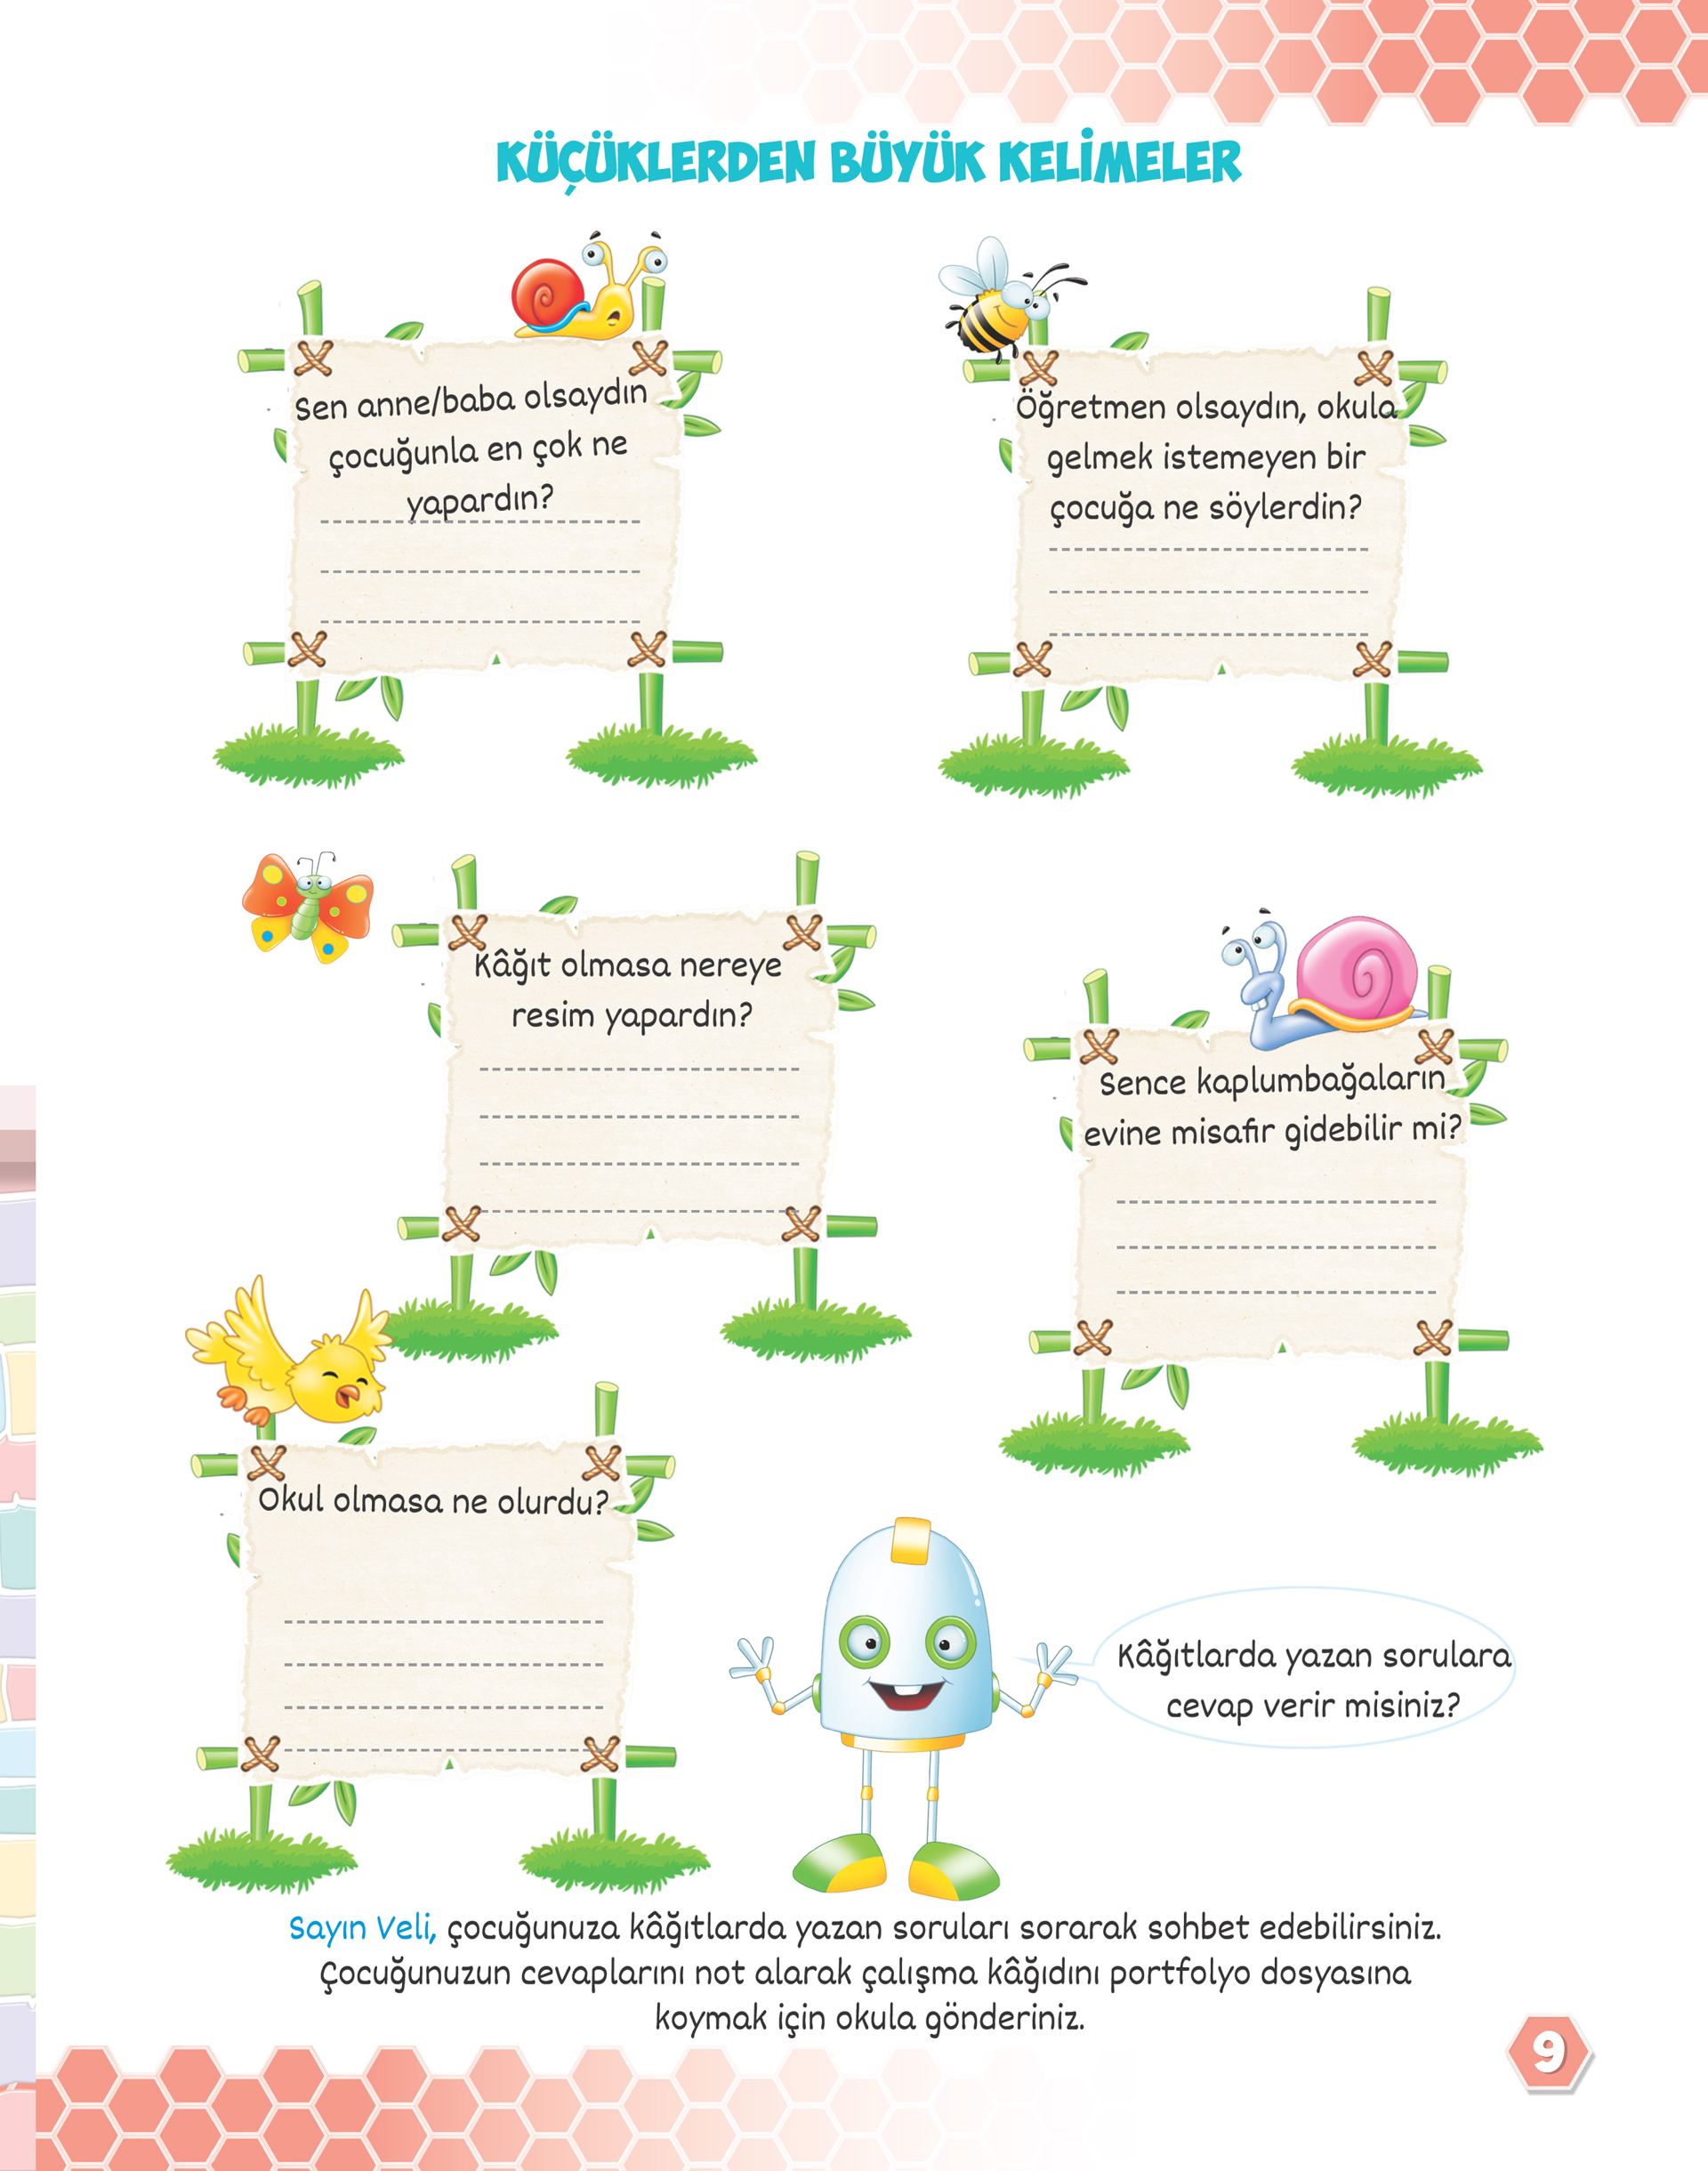 KÜÇÜKLERDEN BÜYÜK KELİMELER
Sen anne/baba olsaydın
çocuğunla en çok ne
yapardın?
Öğretmen olsaydın, okula
gelmek istemeyen bir
çocuğa ne söylerdin?
Kâğıt olmasa nereye
resim yapardın?
Sence kaplumbağaların
evine misafir gidebilir mi?
Okul olmasa ne olurdu?
Kâğıtlarda yazan sorulara
cevap verir misiniz?
Sayın Veli, çocuğunuza kâğıtlarda yazan soruları sorarak sohbet edebilirsiniz.
Çocuğunuzun cevaplarını not alarak çalışma kâğıdını portfolyo dosyasına
koymak için okula gönderiniz.
9